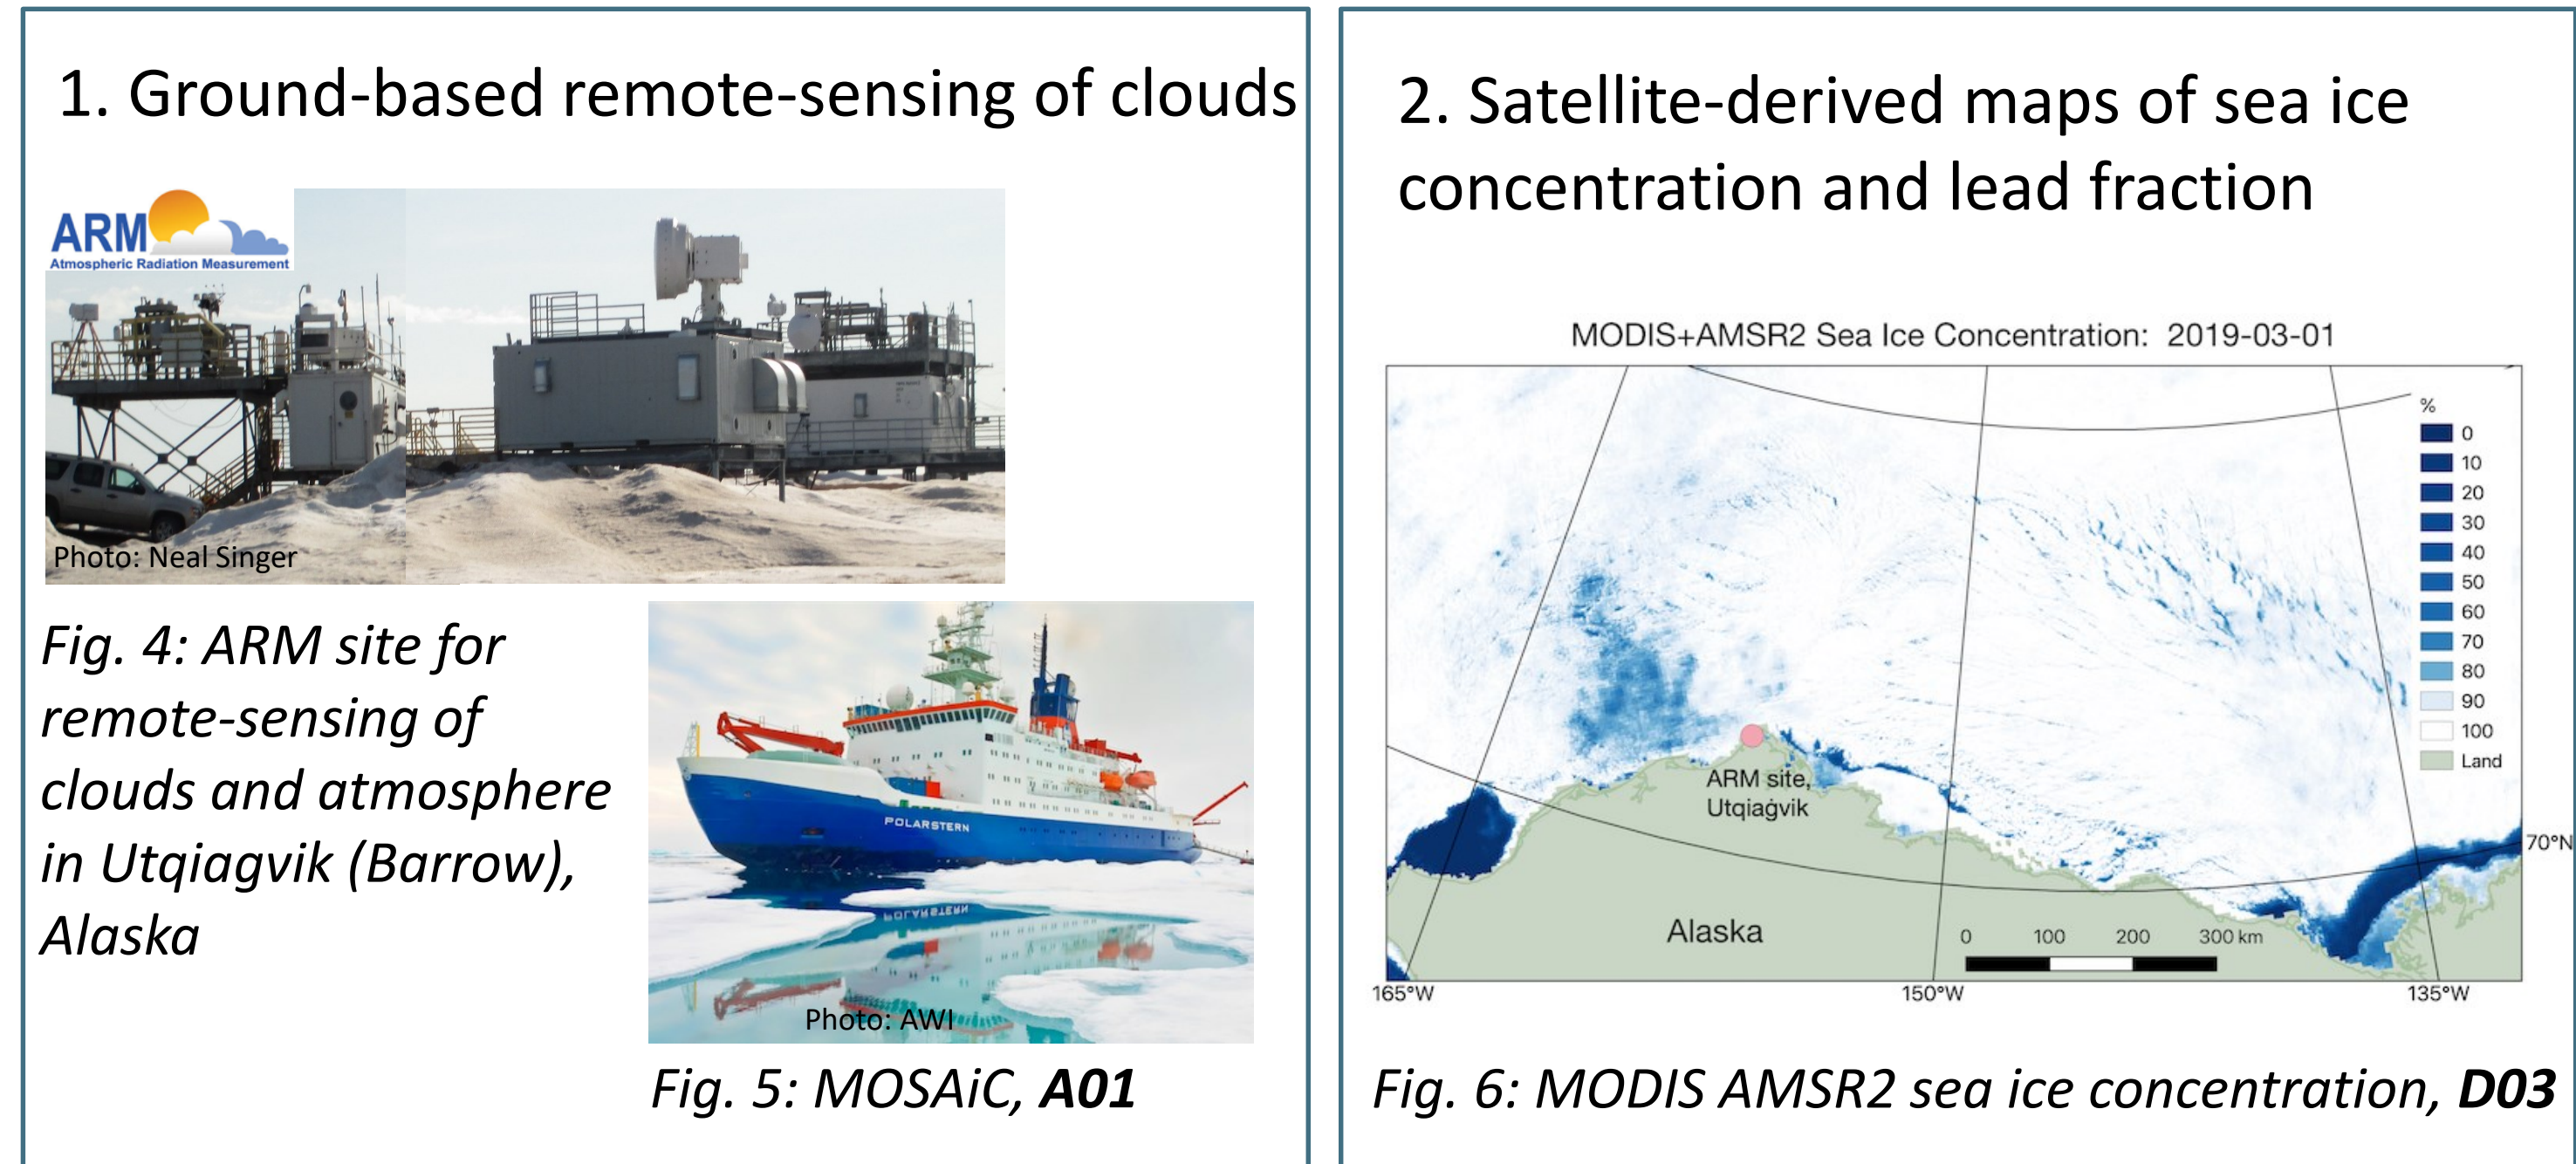 1. Ground-based remote-sensing of clouds
ARM
Atmospheric Radiation Measurement
Photo: Neal Singer
Fig. 4: ARM site for
remote-sensing of
clouds and atmosphere
in Utqiagvik (Barrow),
Alaska
POLARSTERN
POLARSTERN
Photo: AWI
Fig. 5: MOSAiC, A01
2. Satellite-derived maps of sea ice
concentration and lead fraction
MODIS+AMSR2 Sea Ice Concentration: 2019-03-01
%
0
10
20
30
40
50
60
70
80
90
100
Land
ARM site,
Utqiaġvik
Alaska
0 100 200 300 km
70°N
165°W 150°W 135°W
Fig. 6: MODIS AMSR2 sea ice concentration, D03